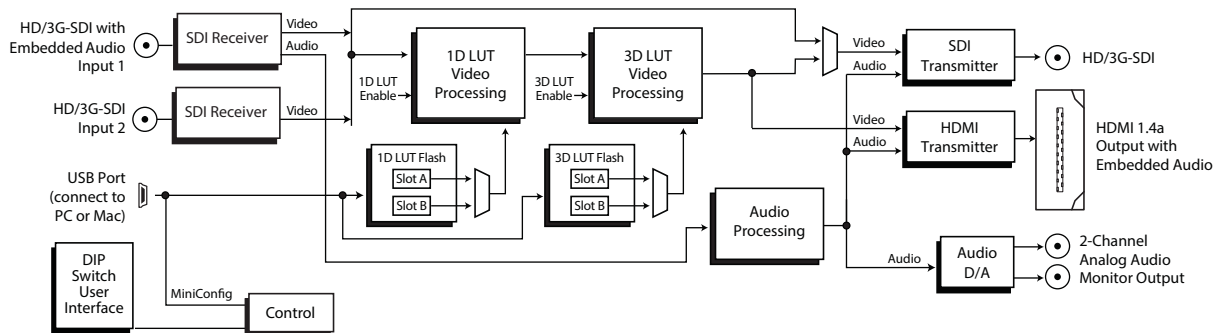 HD/3G-SDI with
Embedded Audio
Input 1
SDI Receiver
Video
Audio
HD/3G-SDI
Input 2
SDI Receiver
Video
1D LUT
Enable
1D LUT
Video
Processing
3D LUT
Enable
3D LUT
Video
Processing
Video
Audio
SDI
Transmitter
HD/3G-SDI
Video
Audio
HDMI
Transmitter
HDMI 1.4a
Output with
Embedded Audio
USB Port
(connect to
PC or Mac)
1D LUT Flash
Slot A
Slot B
3D LUT Flash
Slot A
Slot B
Audio
Processing
Audio
Audio
D/A
2-Channel
Analog Audio
Monitor Output
DIP
Switch
User
Interface
MiniConfig
Control